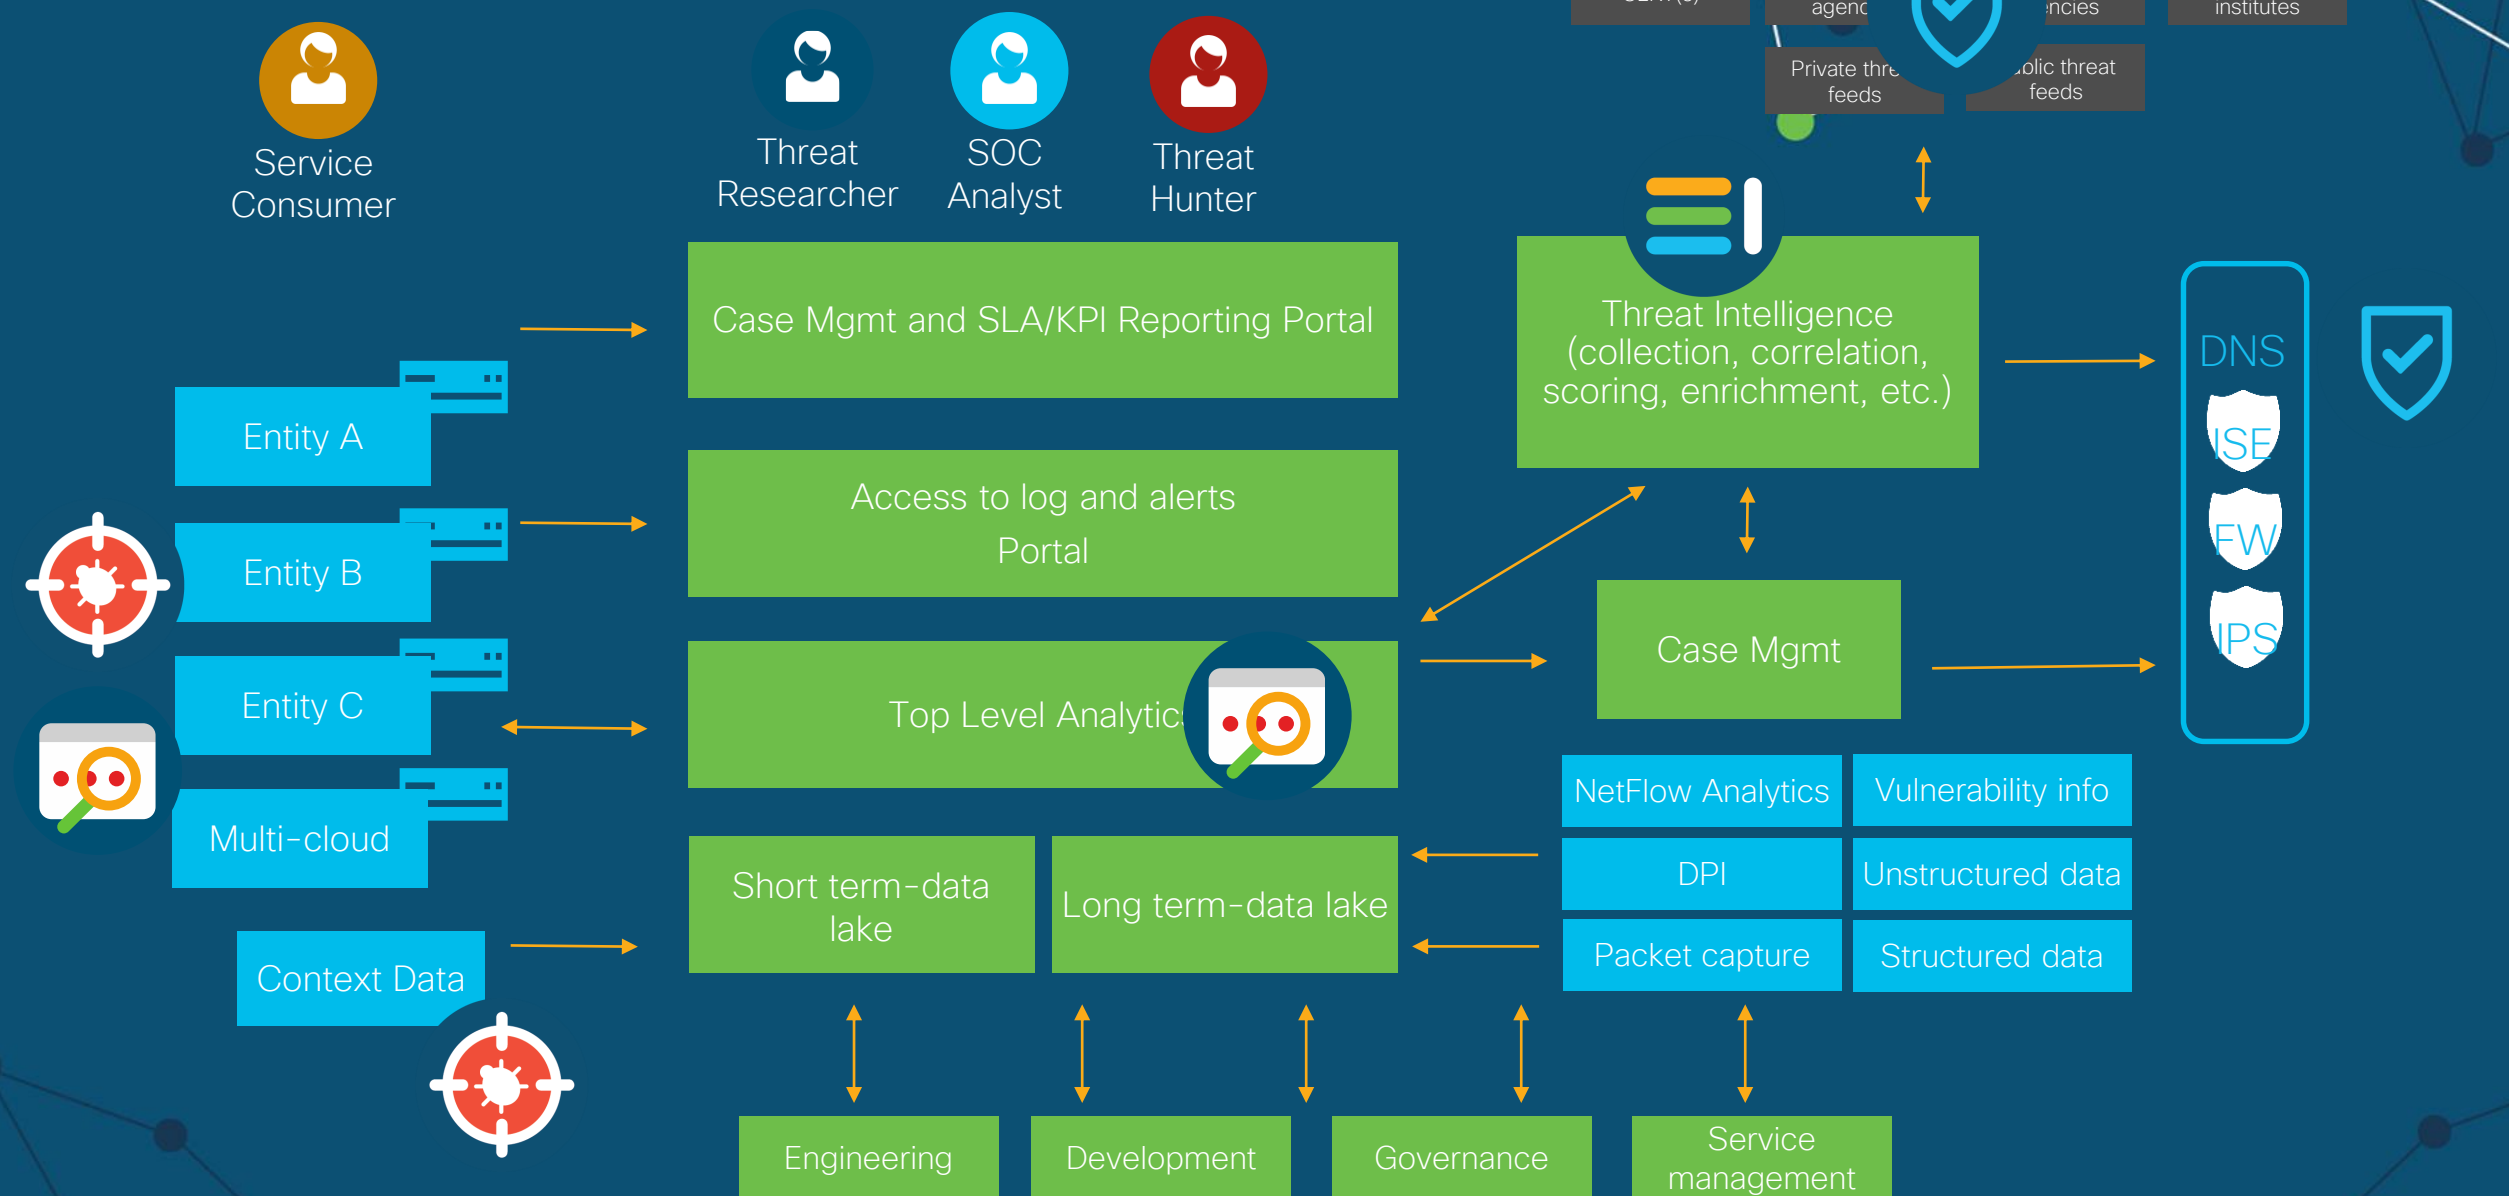 institutes
feeds
threat
feeds
Service
Consumer
Threat
Researcher
SOC
Analyst
Threat
Hunter
Case Mgmt and SLA/KPI Reporting Portal
Threat Intelligence
(collection, correlation,
scoring, enrichment, etc.)
DNS
ISE
FW
IPS
Entity A
Access to log and alerts
Portal
Entity B
Case Mgmt
Entity C
Top Level Analytics
Multi-cloud
NetFlow Analytics
Vulnerability info
DPI
Unstructured data
Packet capture
Structured data
Short term-data
lake
Long term-data lake
Context Data
Engineering
Development
Governance
Service
management